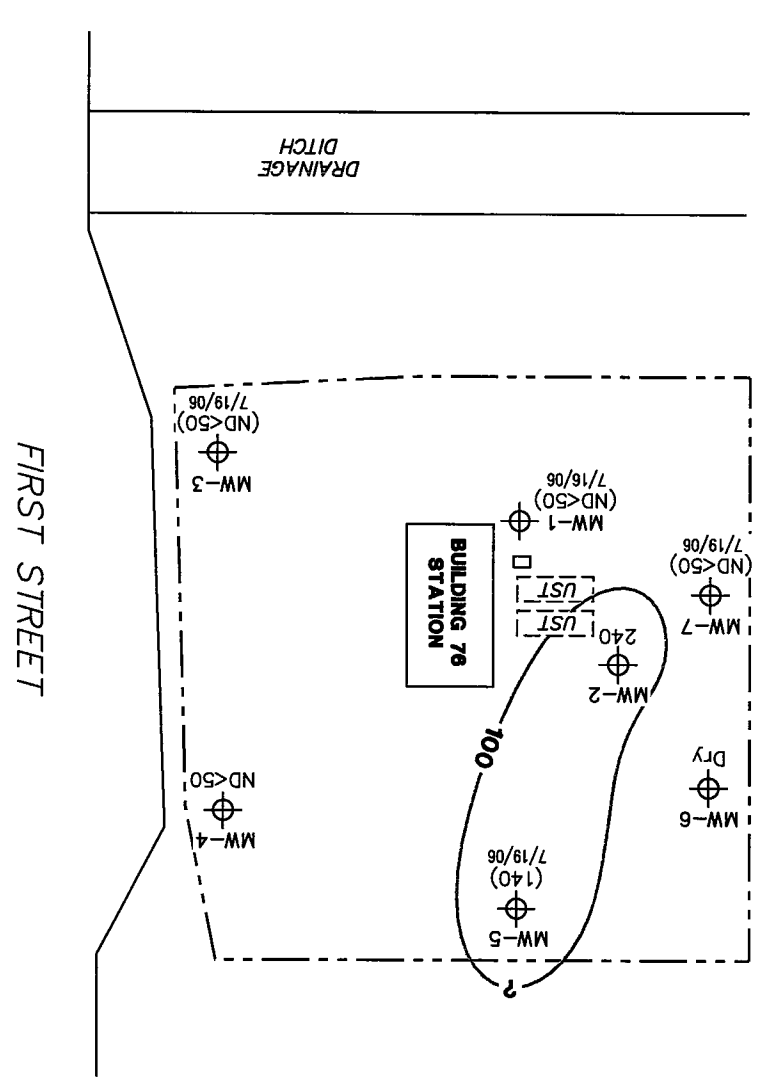 ?
MW-5
(140)
7/19/06
MW-4
ND<50
MW-6
Dry
100
MW-2
240
FIRST STREET
BUILDING 76
STATION
UST
UST
MW-7
(ND<50)
7/19/06
MW-1
(ND<50)
7/16/06
MW-3
(ND<50)
7/19/06
DRAINAGE
DITCH